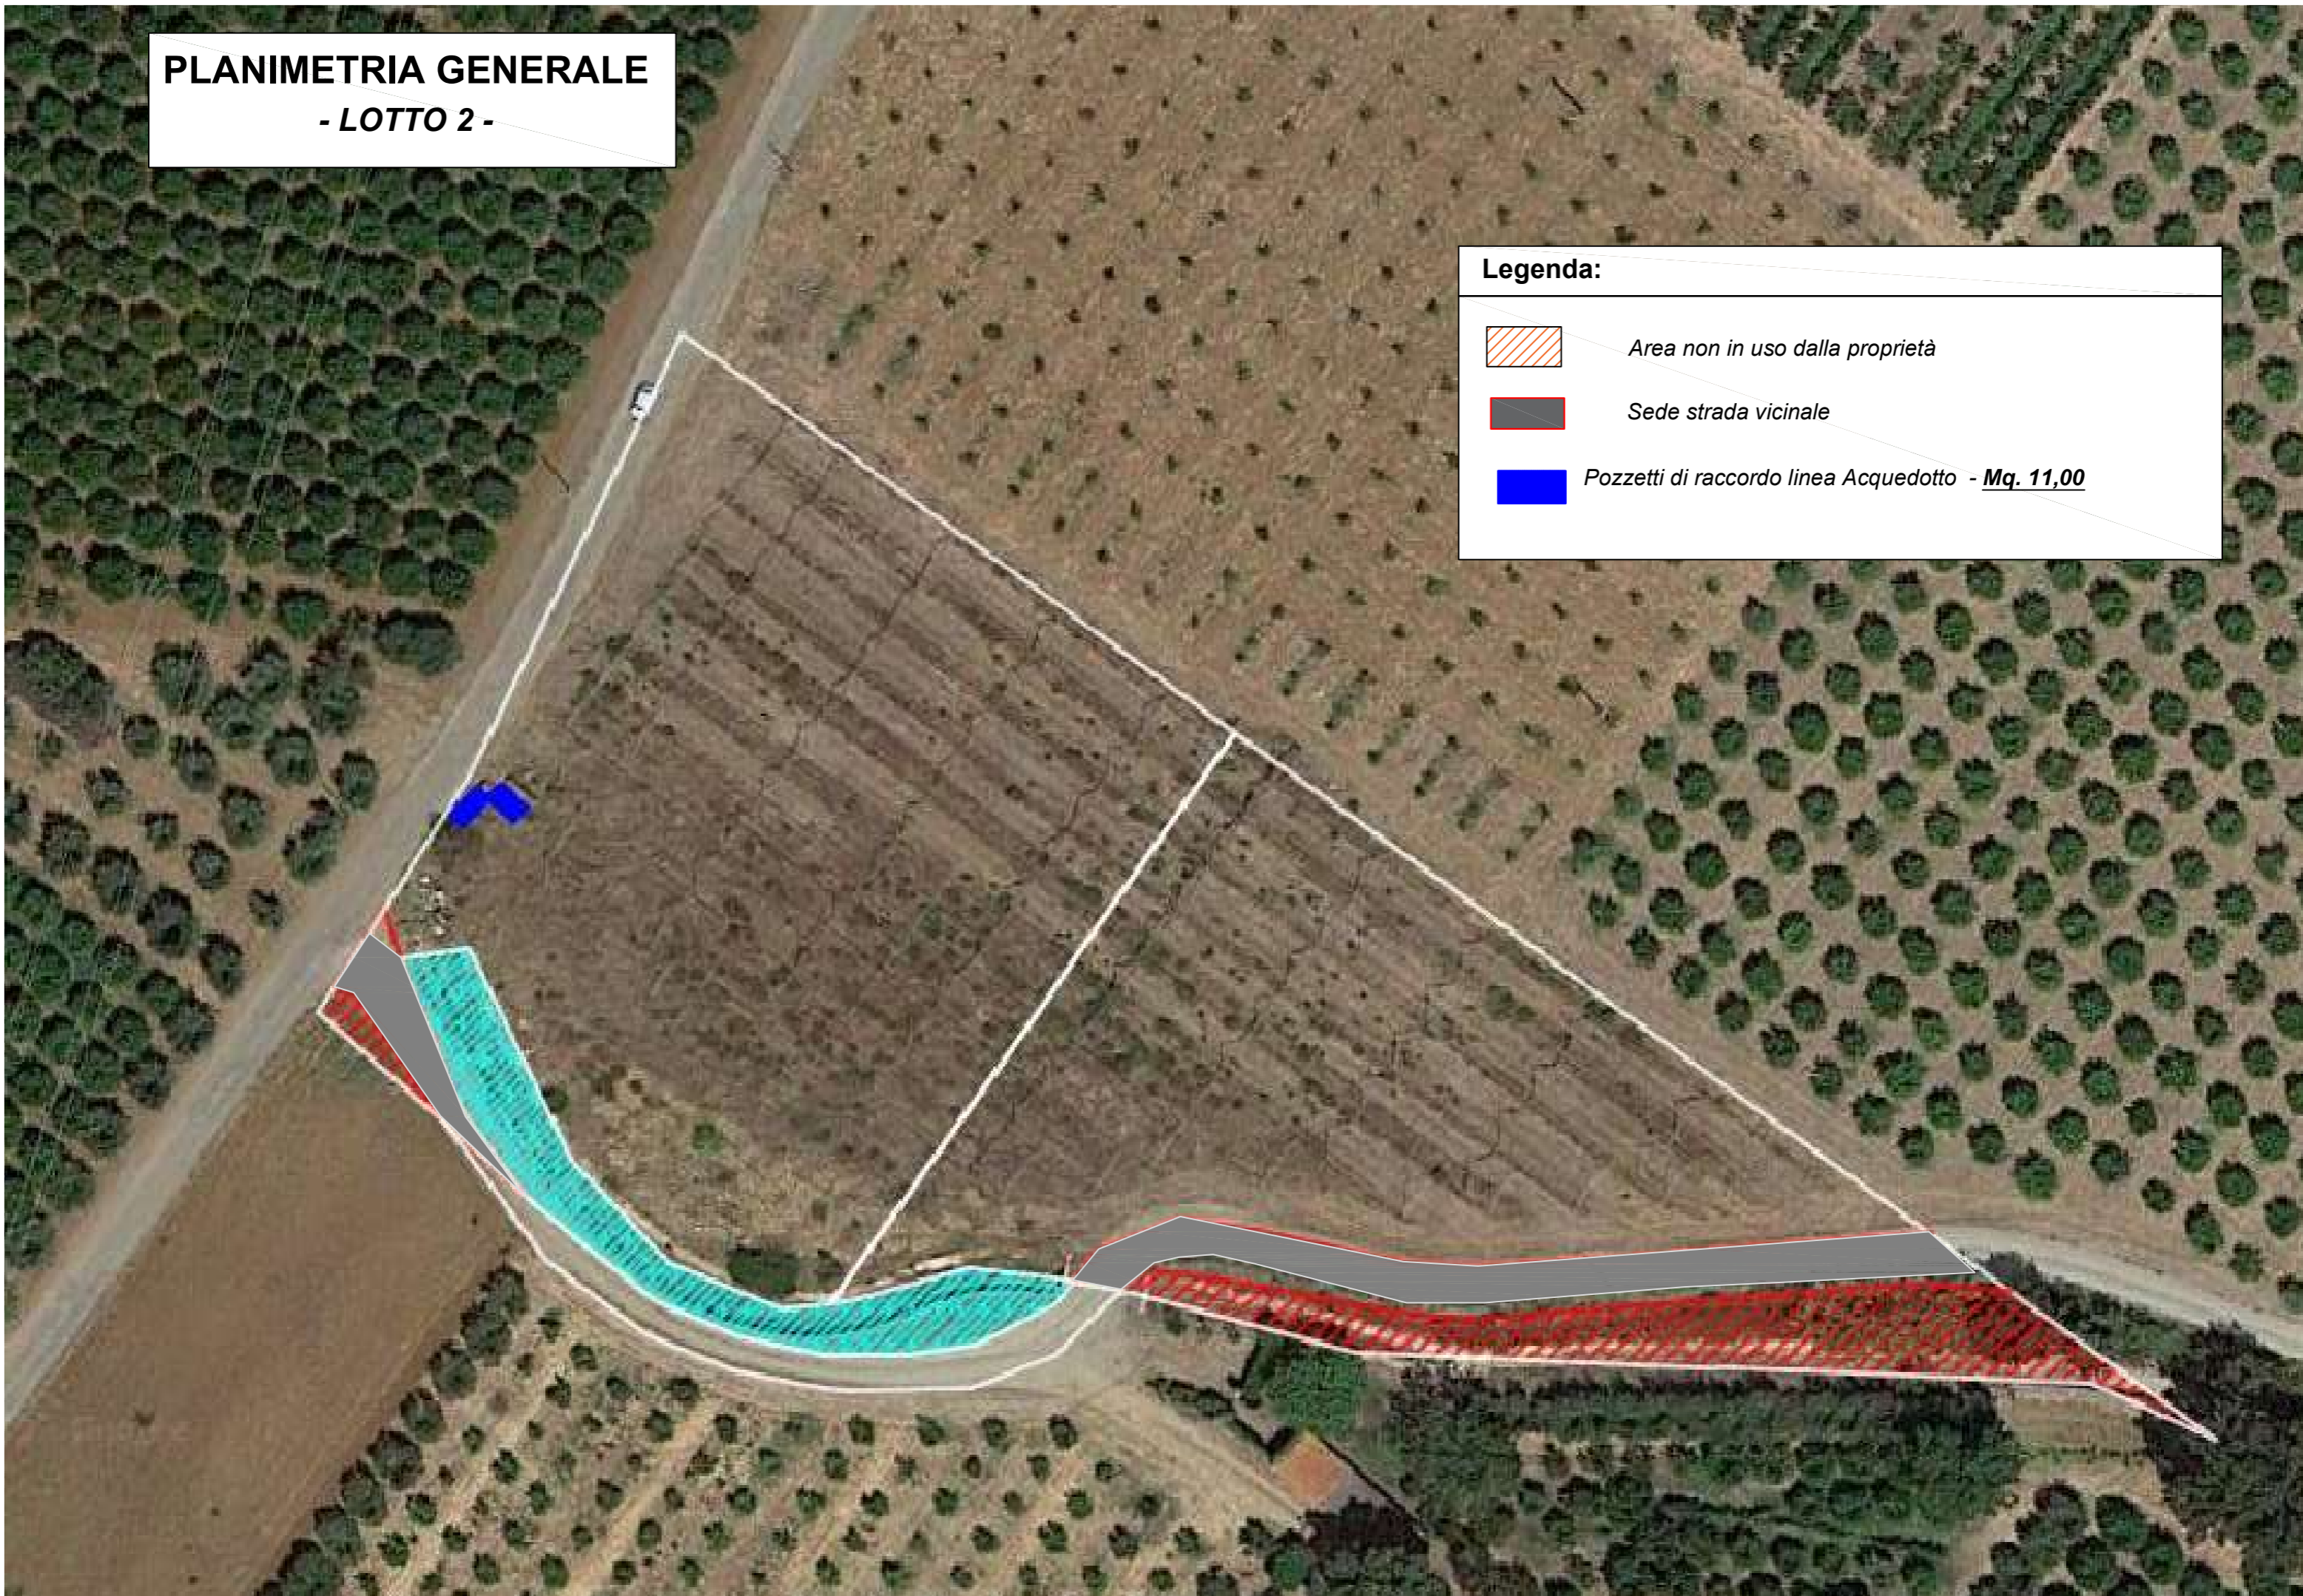 PLANIMETRIA GENERALE
- LOTTO 2 -
Legenda:
Area non in uso dalla proprietà
Sede strada vicinale
Pozzetti di raccordo linea Acquedotto - Mq. 11,00